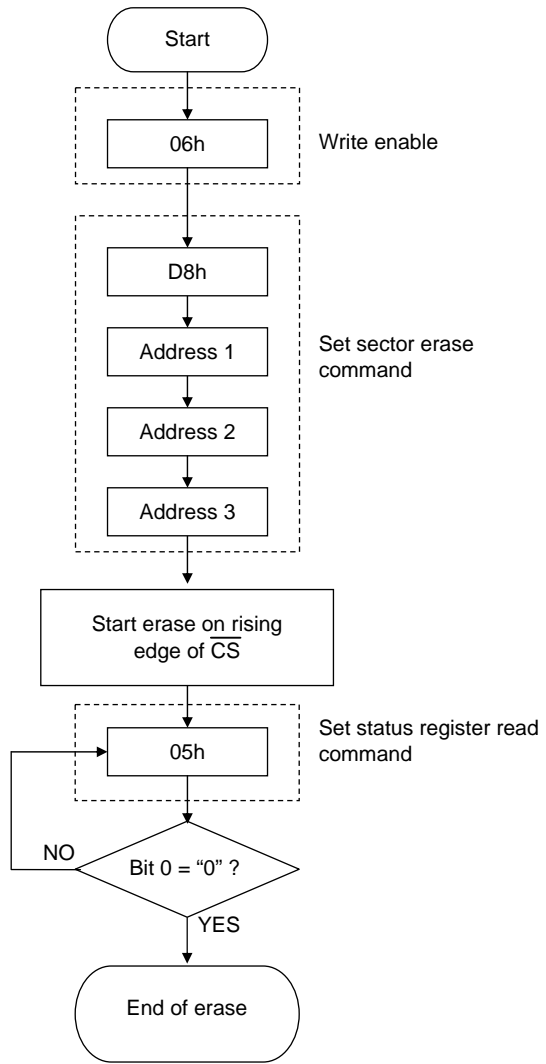 Start
06h
Write enable
D8h
Address 1
Set sector erase
command
Address 2
Address 3
Start erase on rising
edge of C̅S̅
05h
Set status register read
command
NO
Bit 0 = “0” ?
YES
End of erase